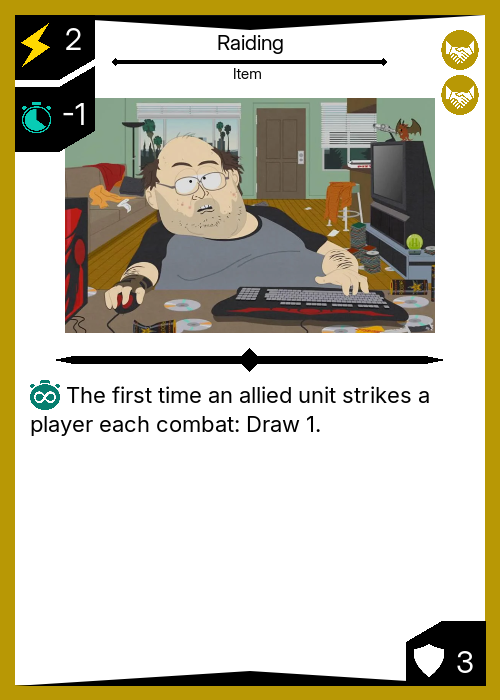 2
Raiding
Item
-1
The first time an allied unit strikes a
player each combat: Draw 1.
3